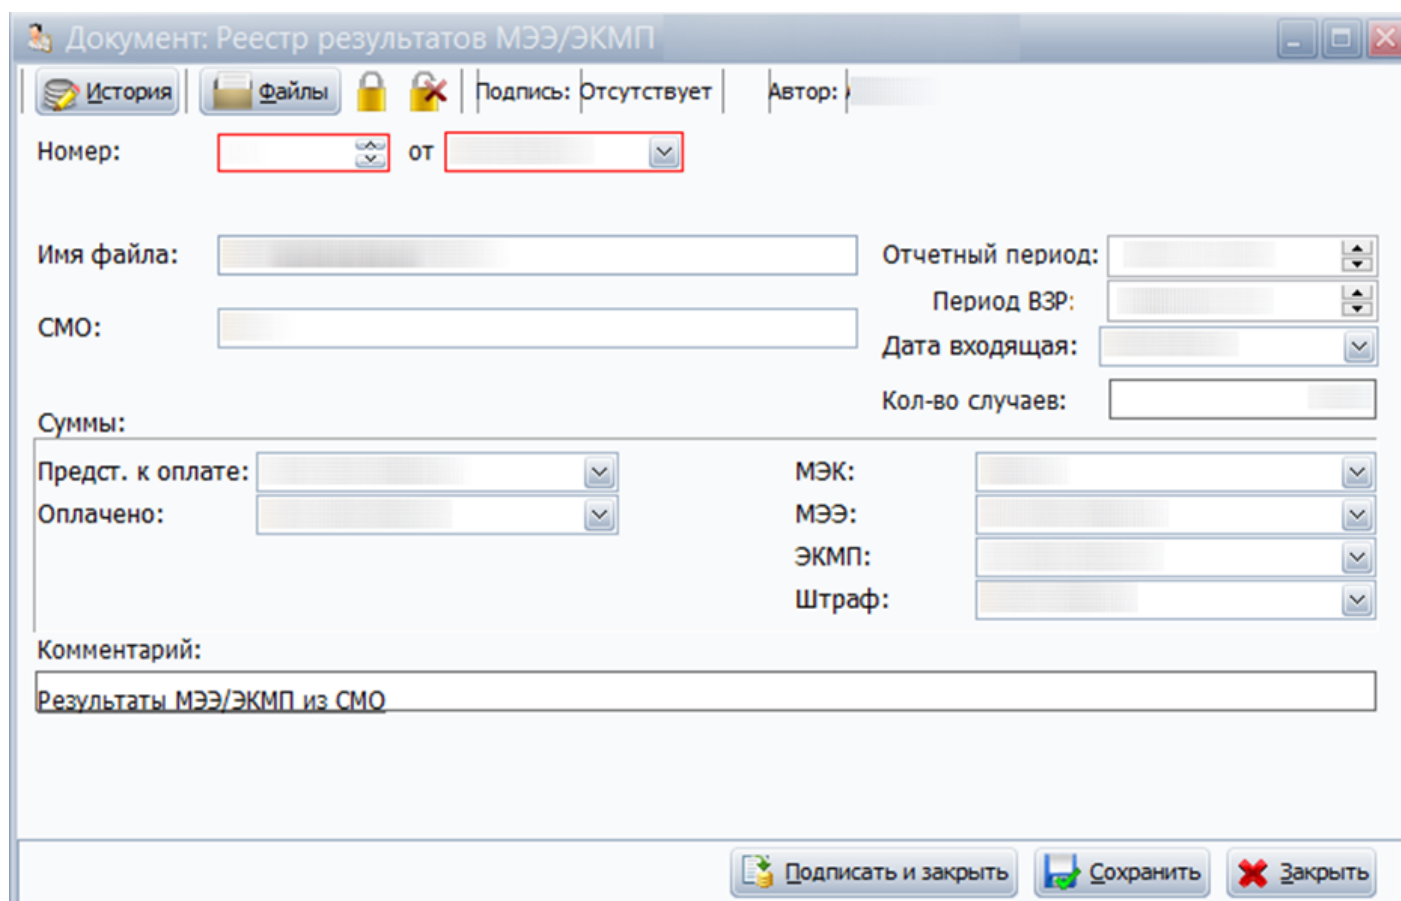 Документ: Реестр результатов МЭЭ/ЭКМП
История Файлы Подпись: Отсутствует Автор:
Номер: от
Имя файла: Отчетный период:
Период ВЗР:
СМО:
Дата входящая:
Кол-во случаев:
Суммы:
Предст. к оплате: МЭК:
Оплачено: МЭЭ:
ЭКМП:
Штраф:
Комментарий:
Результаты МЭЭ/ЭКМП из СМО
Подписать и закрыть Сохранить Закрыть